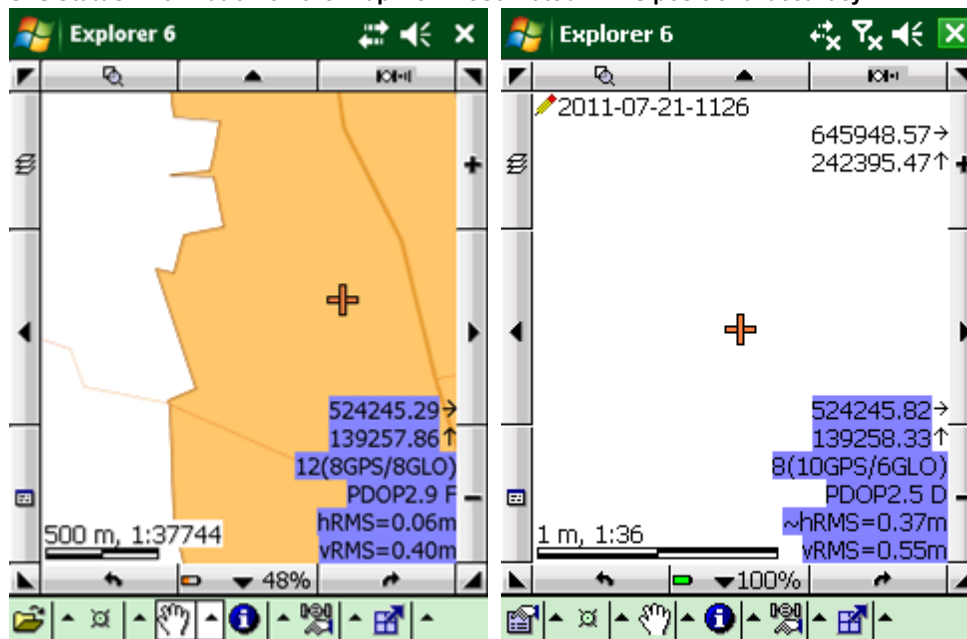 Explorer 6
524245.29→
139257.86↑
12(8GPS/8GLO)
PDOP2.9 F
hRMS=0.06m
vRMS=0.40m
500 m, 1:37744
48%
Explorer 6
2011-07-21-1126
645948.57→
242395.47↑
524245.82→
139258.33↑
8(10GPS/6GLO)
PDOP2.5 D
~hRMS=0.37m
vRMS=0.55m
1 m, 1:36
100%